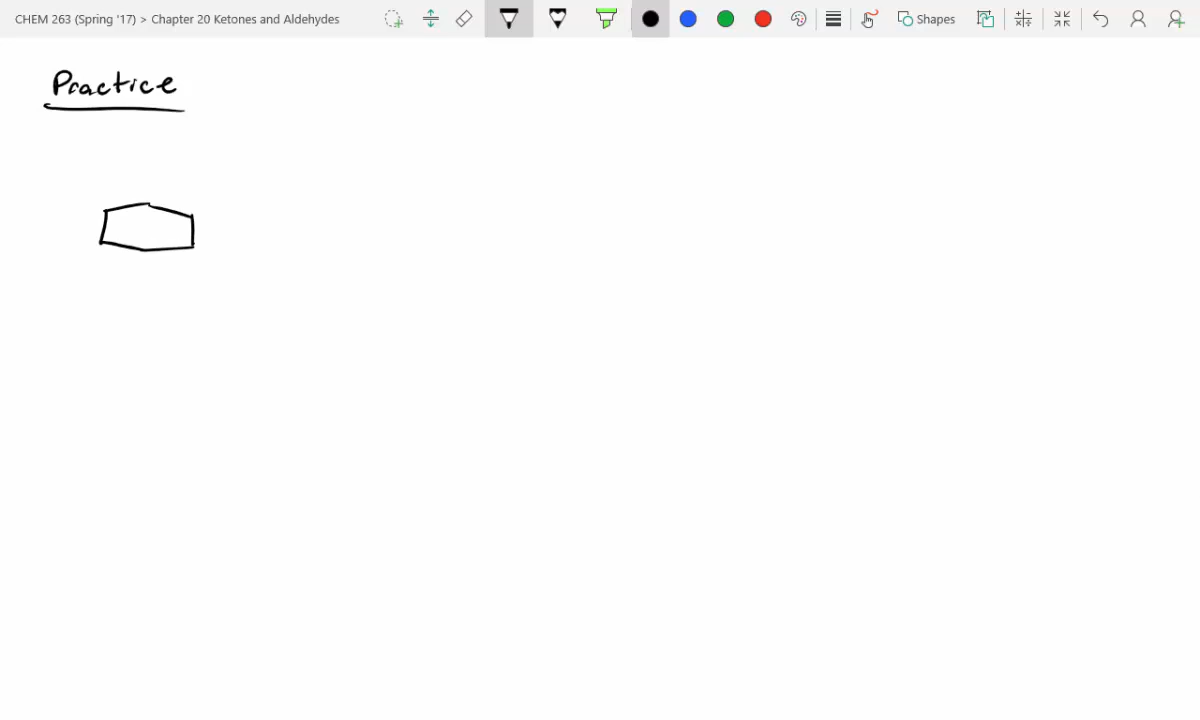 CHEM 263 (Spring '17) > Chapter 20 Ketones and Aldehydes
Shapes
Practice